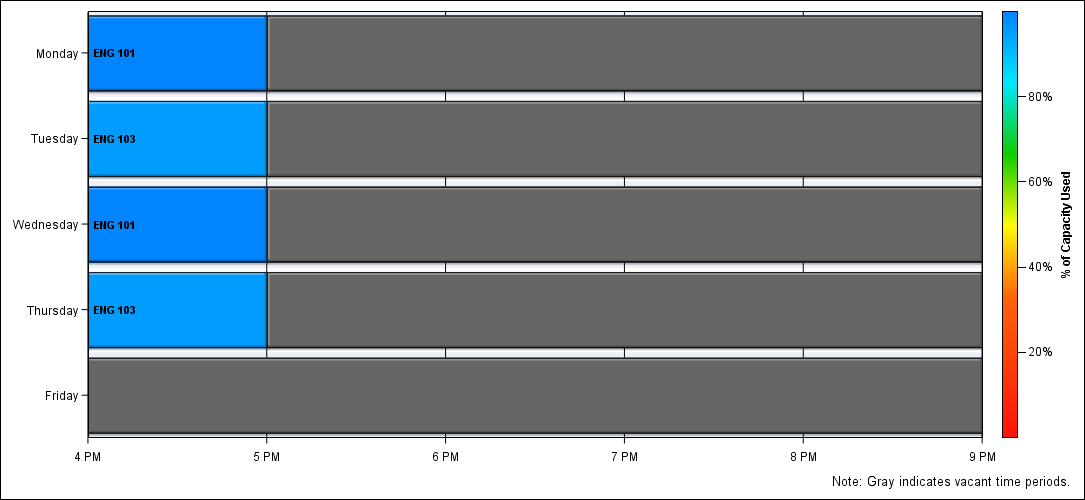 Monday
ENG 101
80%
Tuesday
ENG 103
60%
Wednesday
ENG 101
% of Capacity Used
40%
Thursday
ENG 103
20%
Friday
4 PM 5 PM 6 PM 7 PM 8 PM 9 PM
Note: Gray indicates vacant time periods.